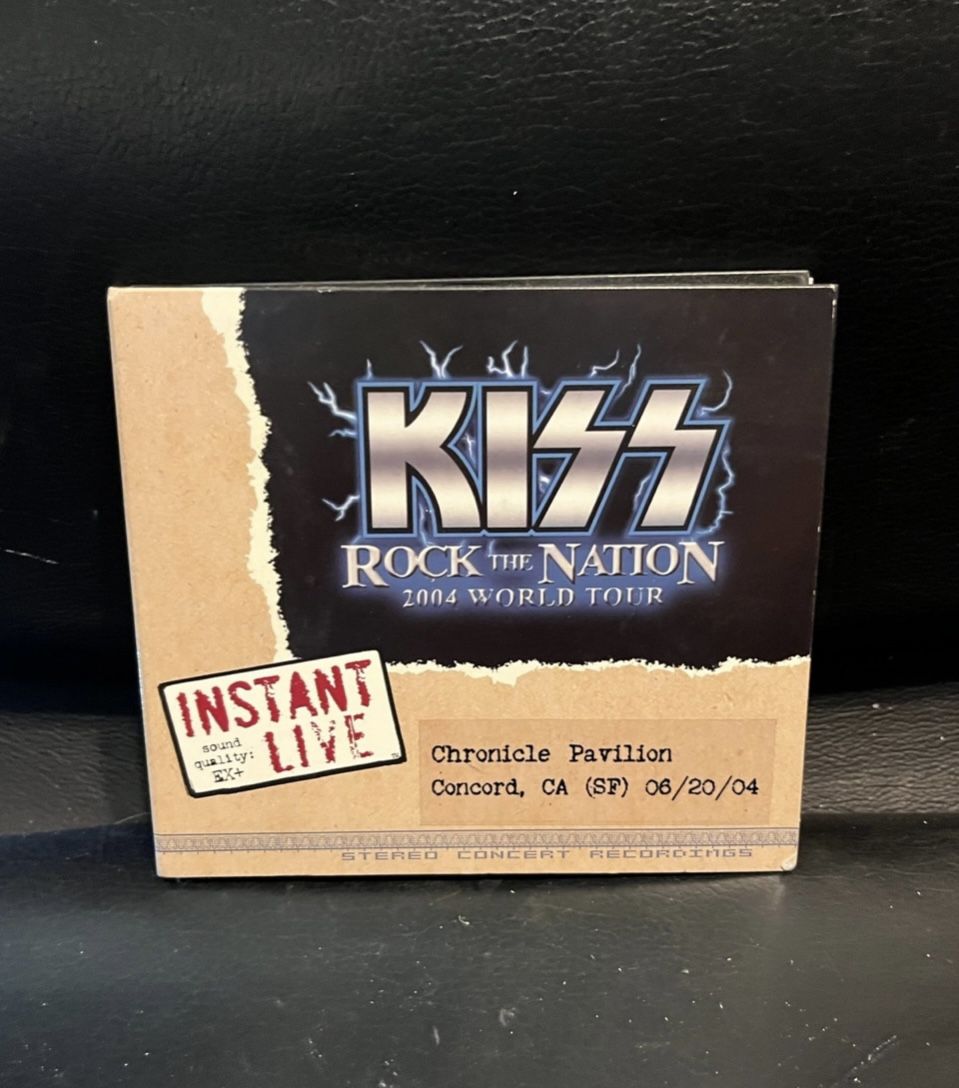 KISS
ROCK THE NATION
2004 WORLD TOUR
INSTANT
LIVE
sound
quality:
EX+
Chronicle Pavilion
Concord, CA (SF) 06/20/04
STEREO CONCERT RECORDINGS